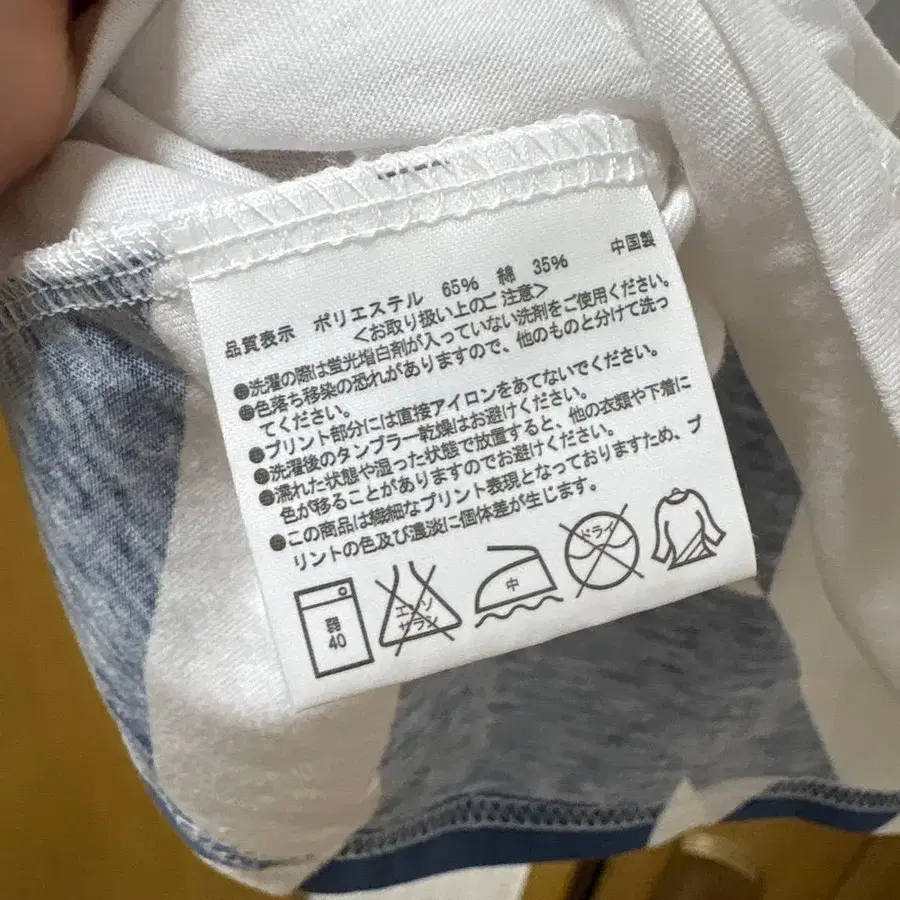 品質表示 ポリエステル 65% 綿 35% 中国製
<お取り扱い上のご注意>
●洗濯の際は蛍光増白剤が入っていない洗剤をご使用ください。
●色落ち移染の恐れがありますので、他のものと分けて洗っ
てください。
●プリント部分には直接アイロンをあてないでください。
●洗濯後のタンブラー乾燥はお避けください。
●濡れた状態や湿った状態で放置すると、他の衣類や下着に
色が移ることがありますのでお避けください。
●この商品は繊細なプリント表現となっておりますため、プ
リントの色及び濃淡に個体差が生じます。
弱
40
エンソ
サラシ
中
ドライ